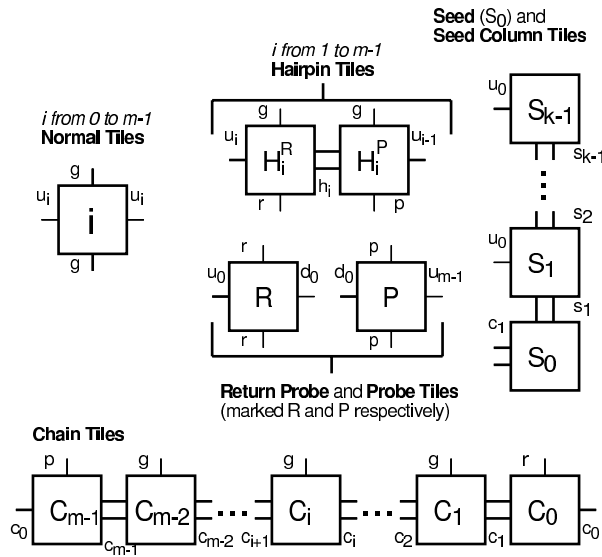 Seed (S0) and
Seed Column Tiles
u0
Sk-1
sk-1
s2
u0
S1
s1
c1
S0
i from 1 to m-1
Hairpin Tiles
g g
ui HiR HiP ui-1
hi
r p
i from 0 to m-1
Normal Tiles
g
ui i ui
g
r p
u0 R d0 d0 P um-1
r p
Return Probe and Probe Tiles
(marked R and P respectively)
Chain Tiles
p g g g r
Cm-1 Cm-2 Ci C1 C0
c0 cm-1 cm-2 ci+1 ci c2 c1 c0